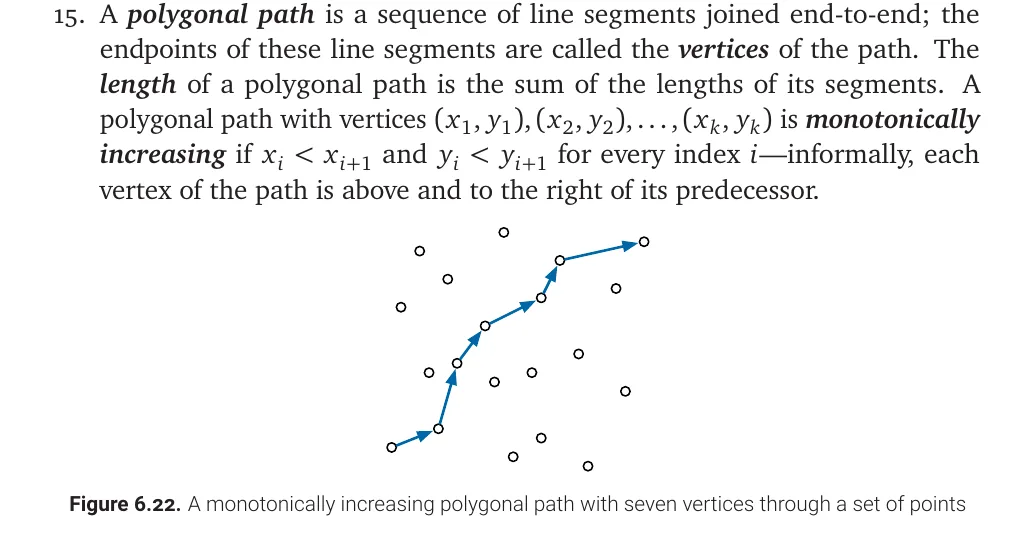 15. A polygonal path is a sequence of line segments joined end-to-end; the
endpoints of these line segments are called the vertices of the path. The
length of a polygonal path is the sum of the lengths of its segments. A
polygonal path with vertices (x₁, y₁), (x₂, y₂), . . . , (xₖ, yₖ) is monotonically
increasing if xᵢ < xᵢ₊₁ and yᵢ < yᵢ₊₁ for every index i—informally, each
vertex of the path is above and to the right of its predecessor.
Figure 6.22. A monotonically increasing polygonal path with seven vertices through a set of points